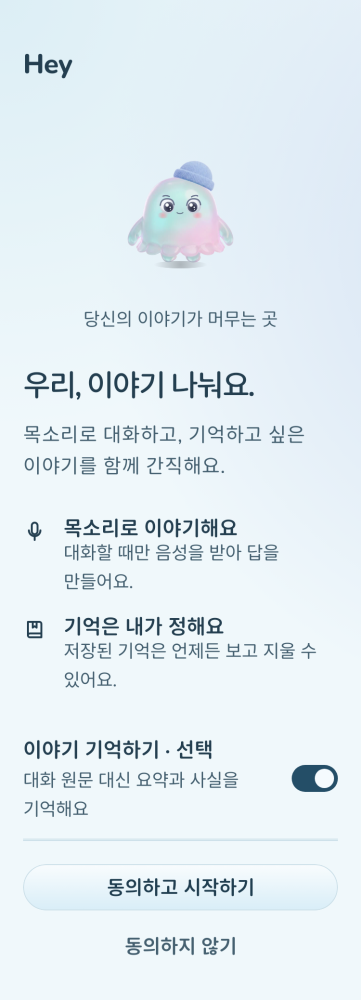 Hey
당신의 이야기가 머무는 곳
우리, 이야기 나눠요.
목소리로 대화하고, 기억하고 싶은
이야기를 함께 간직해요.
목소리로 이야기해요
대화할 때만 음성을 받아 답을
만들어요.
기억은 내가 정해요
저장된 기억은 언제든 보고 지울 수
있어요.
이야기 기억하기 · 선택
대화 원문 대신 요약과 사실을
기억해요
동의하고 시작하기
동의하지 않기